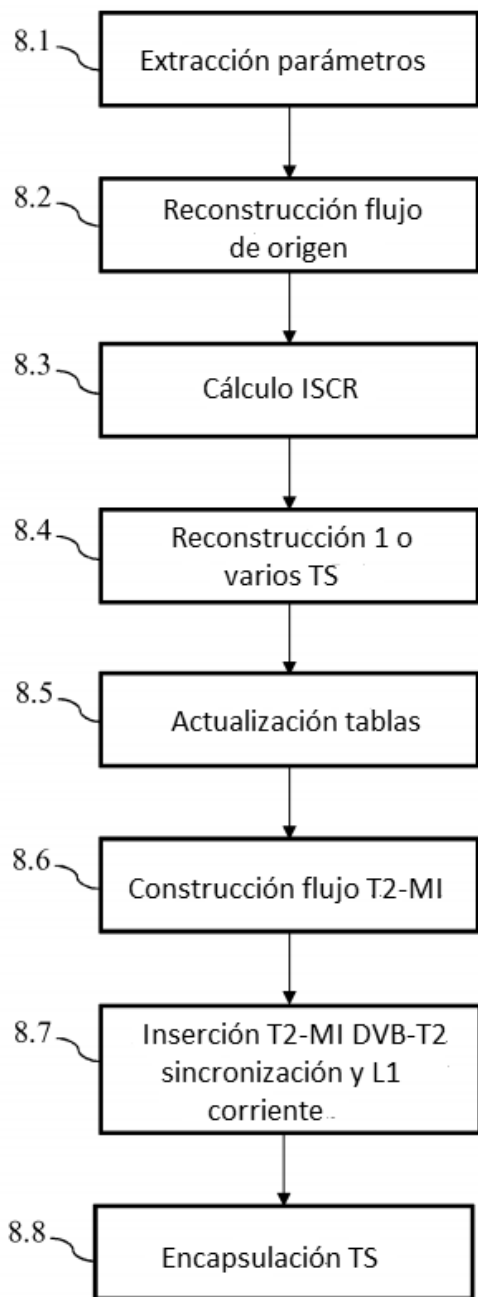 8.1
Extracción parámetros
8.2
Reconstrucción flujo
de origen
8.3
Cálculo ISCR
8.4
Reconstrucción 1 o
varios TS
8.5
Actualización tablas
8.6
Construcción flujo T2-MI
8.7
Inserción T2-MI DVB-T2
sincronización y L1
corriente
8.8
Encapsulación TS